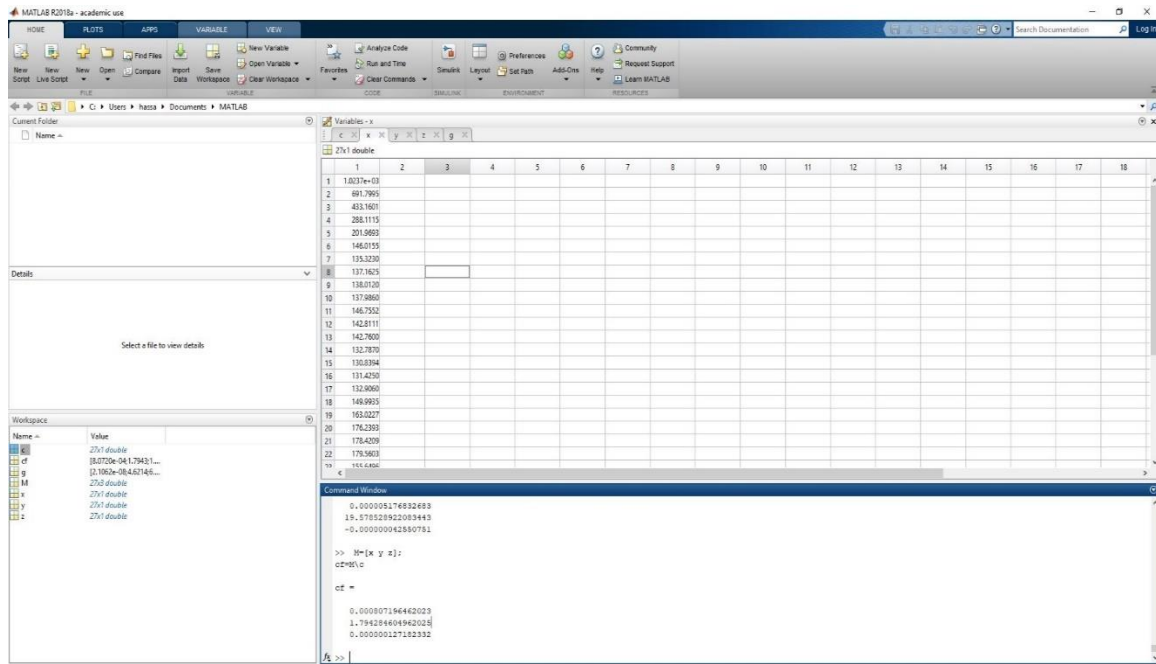 MATLAB R2018a - academic use
HOME PLOTS APPS VARIABLE VIEW
Search Documentation Log In
New Script
New Live Script
New
Open
Find Files
Compare
Import Data
Save Workspace
New Variable
Open Variable
Clear Workspace
Favorites
Analyze Code
Run and Time
Clear Commands
Simulink
Layout
Preferences
Set Path
Add-Ons
Help
Community
Request Support
Learn MATLAB
FILE VARIABLE CODE SIMULINK ENVIRONMENT RESOURCES
C: Users hassa Documents MATLAB
Current Folder
Name
Details
Select a file to view details
Workspace
Name Value
c 27x1 double
cf [8.0720e-04;1.7943;1....
g [2.1062e-08;4.6214;6....
M 27x3 double
x 27x1 double
y 27x1 double
z 27x1 double
Variables - x
c x y z g
27x1 double
1 2 3 4 5 6 7 8 9 10 11 12 13 14 15 16 17 18
1 1.0237e+03
2 691.7995
3 433.1601
4 288.1115
5 201.9693
6 146.0155
7 135.3230
8 137.1625
9 138.0120
10 137.9860
11 146.7552
12 142.8111
13 142.7600
14 132.7870
15 130.8394
16 131.4250
17 132.9060
18 149.9935
19 163.0227
20 176.2393
21 178.4209
22 179.5603
23 155.6496
Command Window
0.000005176832683
19.578528922083443
-0.000000042550751
>> M=[x y z];
cf=M\c
cf =
0.000807196462023
1.794284604962025
0.000000127182332
fx >>